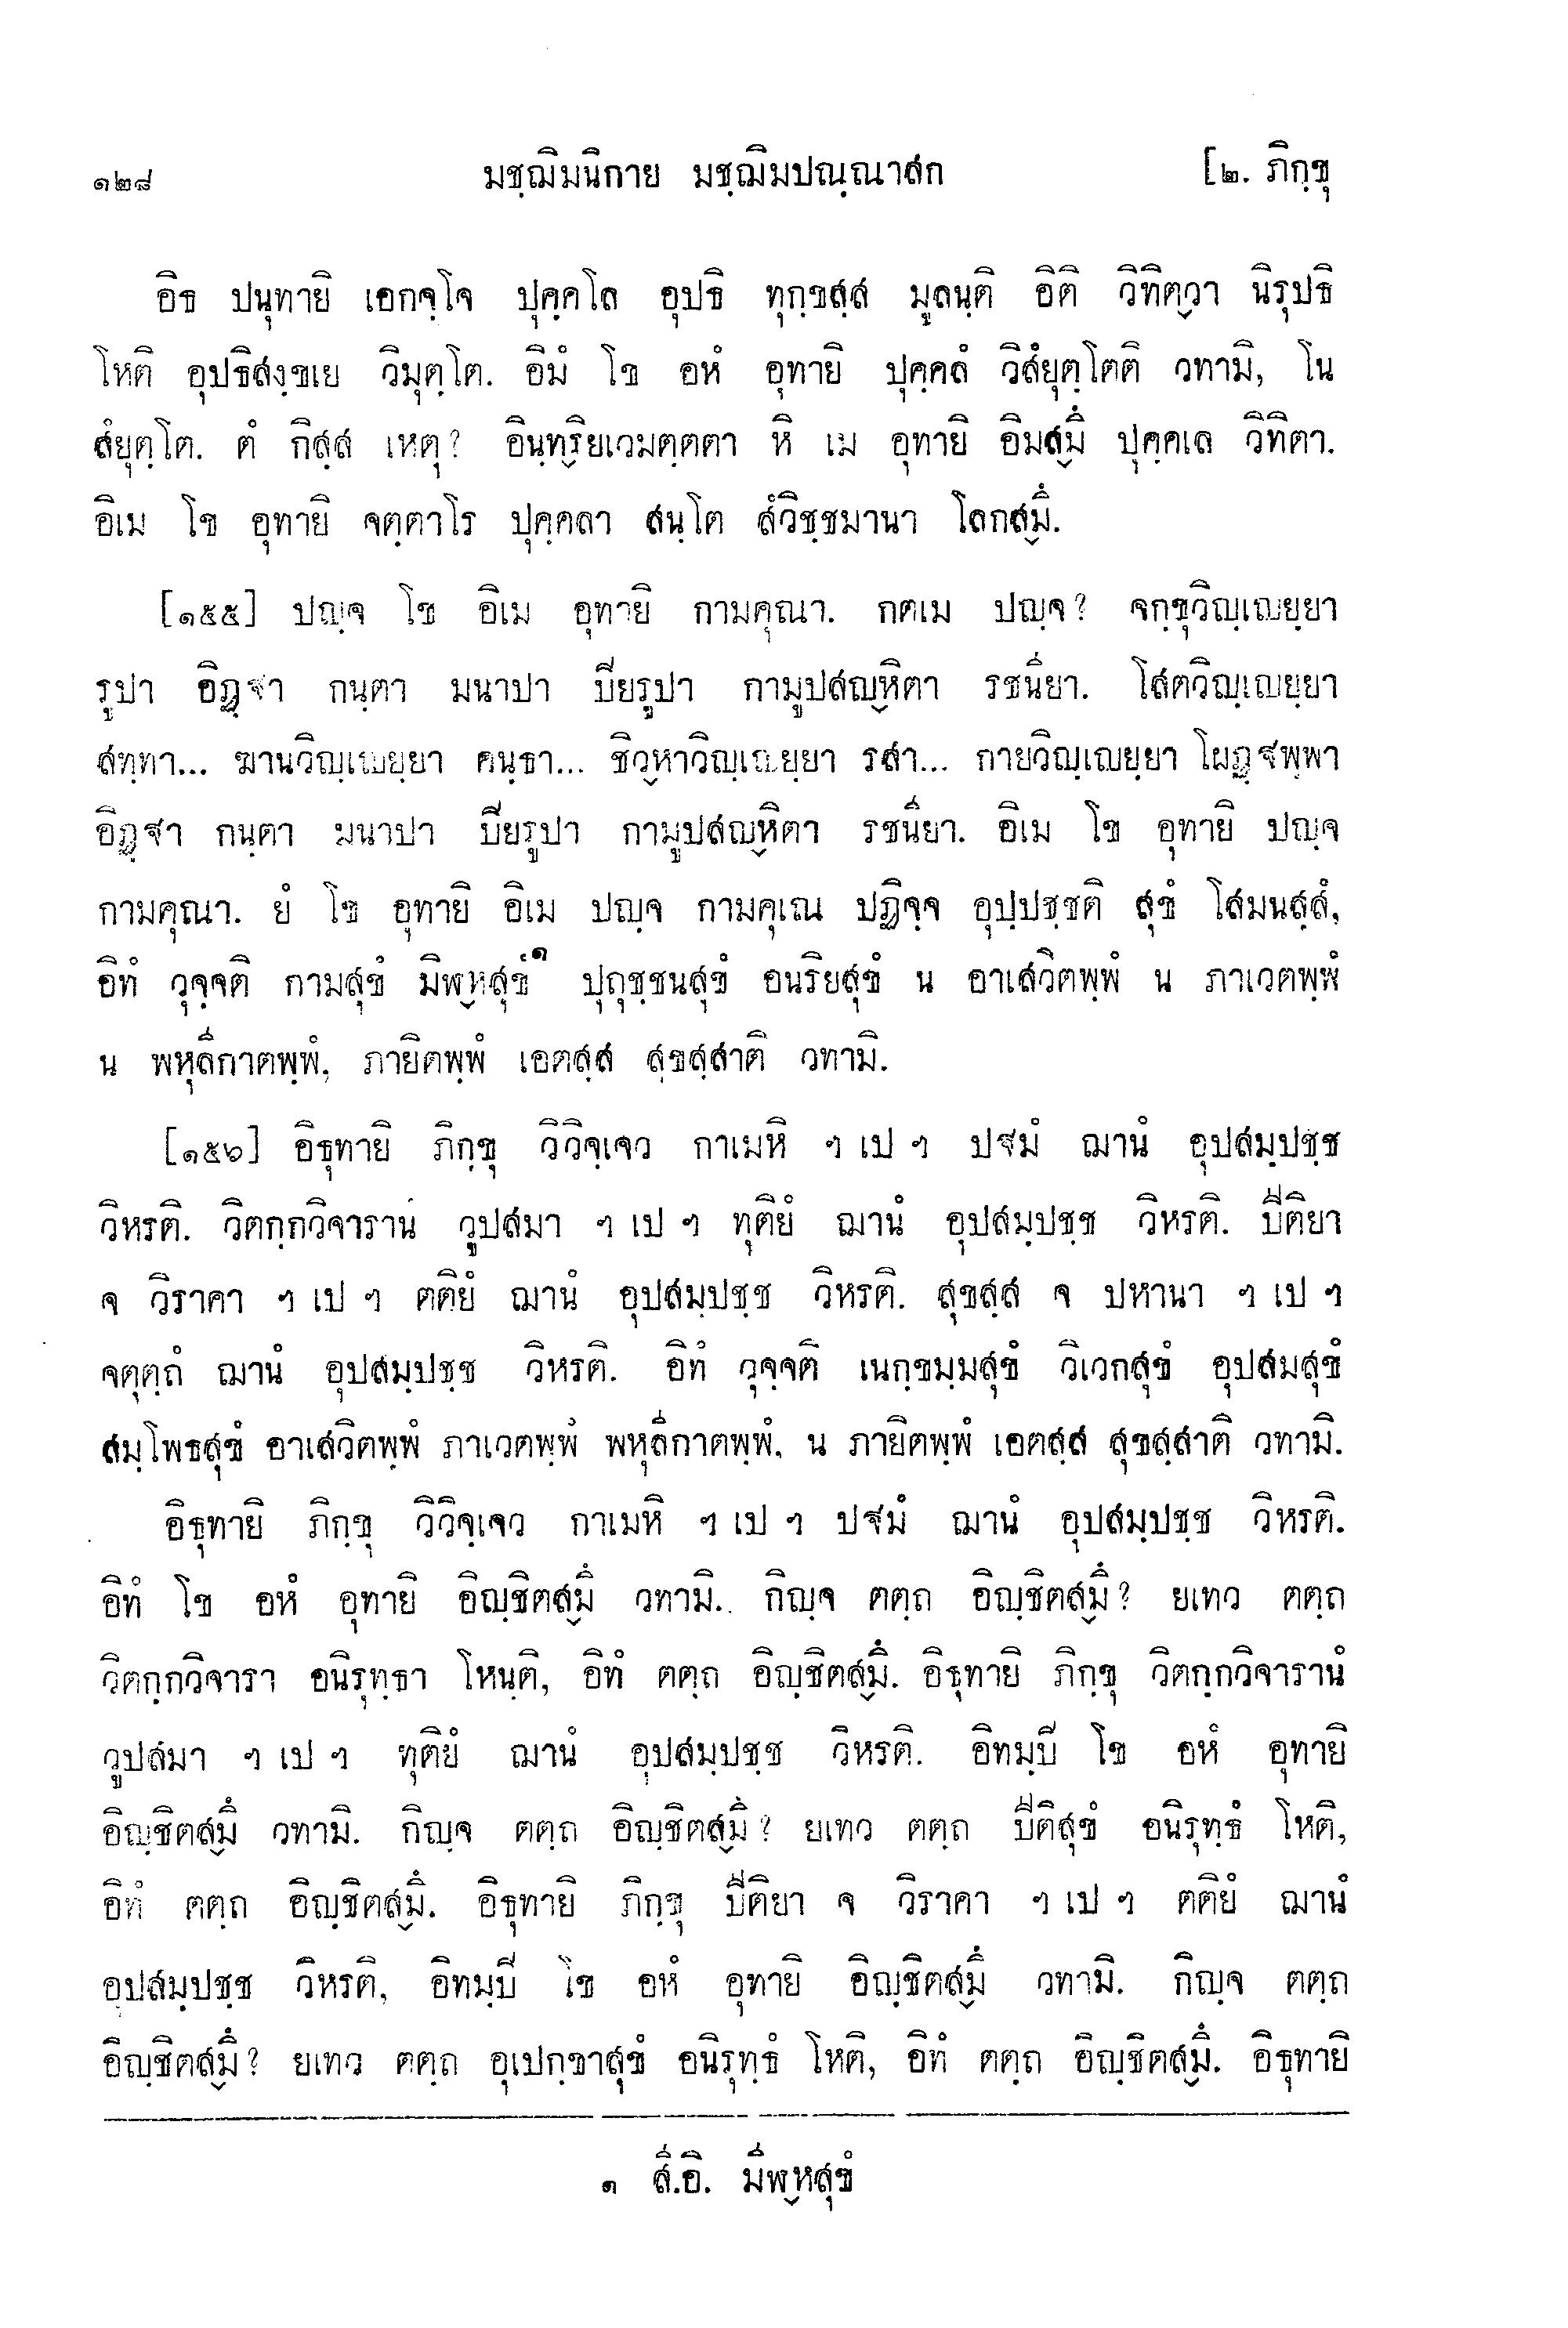 ๑๒๘ มชฺฌิมนิกาย มชฺฌิมปณฺณาสก [๒. ภิกฺขุ
อิธ ปนุทายิ เอกจฺโจ ปุคฺคโล อุปธิ ทุกฺขสฺส มูลนฺติ อิติ วิทิตฺวา นิรุปธิ
โหติ อุปธิสงฺขเย วิมุตฺโต. อิมํ โข อหํ อุทายิ ปุคฺคลํ วิสํยุตฺโตติ วทามิ, โน
สํยุตฺโต. ตํ กิสฺส เหตุ? อินฺทฺริยเวมตฺตตา หิ เม อุทายิ อิมสฺมึ ปุคฺคเล วิทิตา.
อิเม โข อุทายิ จตฺตาโร ปุคฺคลา สนฺโต สํวิชฺชมานา โลกสฺมึ.
[๑๕๕] ปญฺจ โข อิเม อุทายิ กามคุณา. กตเม ปญฺจ? จกฺขุวิญฺเญยฺยา
รูปา อิฏฺฐา กนฺตา มนาปา ปิยรูปา กามูปสญฺหิตา รชนียา. โสตวิญฺเญยฺยา
สทฺทา... ฆานวิญฺเญยฺยา คนฺธา... ชิวฺหาวิญฺเญยฺยา รสา... กายวิญฺเญยฺยา โผฏฺฐพฺพา
อิฏฺฐา กนฺตา มนาปา ปิยรูปา กามูปสญฺหิตา รชนียา. อิเม โข อุทายิ ปญฺจ
กามคุณา. ยํ โข อุทายิ อิเม ปญฺจ กามคุเณ ปฏิจฺจ อุปฺปชฺชติ สุขํ โสมนสฺสํ,
อิทํ วุจฺจติ กามสุขํ มิพฺหสุขํ๑ ปุถุชฺชนสุขํ อนริยสุขํ น อาเสวิตพฺพํ น ภาเวตพฺพํ
น พหุลีกาตพฺพํ, ภายิตพฺพํ เอตสฺส สุขสฺสาติ วทามิ.
[๑๕๖] อิธุทายิ ภิกฺขุ วิวิจฺเจว กาเมหิ ฯ เป ฯ ปฐมํ ฌานํ อุปสมฺปชฺช
วิหรติ. วิตกฺกวิจารานํ วูปสมา ฯ เป ฯ ทุติยํ ฌานํ อุปสมฺปชฺช วิหรติ. ปีติยา
จ วิราคา ฯ เป ฯ ตติยํ ฌานํ อุปสมฺปชฺช วิหรติ. สุขสฺส จ ปหานา ฯ เป ฯ
จตุตฺถํ ฌานํ อุปสมฺปชฺช วิหรติ. อิทํ วุจฺจติ เนกฺขมฺมสุขํ วิเวกสุขํ อุปสมสุขํ
สมฺโพธสุขํ อาเสวิตพฺพํ ภาเวตพฺพํ พหุลีกาตพฺพํ, น ภายิตพฺพํ เอตสฺส สุขสฺสาติ วทามิ.
อิธุทายิ ภิกฺขุ วิวิจฺเจว กาเมหิ ฯ เป ฯ ปฐมํ ฌานํ อุปสมฺปชฺช วิหรติ.
อิทํ โข อหํ อุทายิ อิญฺชิตสฺมึ วทามิ. กิญฺจ ตตฺถ อิญฺชิตสฺมึ? ยเทว ตตฺถ
วิตกฺกวิจารา อนิรุทฺธา โหนฺติ, อิทํ ตตฺถ อิญฺชิตสฺมึ. อิธุทายิ ภิกฺขุ วิตกฺกวิจารานํ
วูปสมา ฯ เป ฯ ทุติยํ ฌานํ อุปสมฺปชฺช วิหรติ. อิทมฺปิ โข อหํ อุทายิ
อิญฺชิตสฺมึ วทามิ. กิญฺจ ตตฺถ อิญฺชิตสฺมึ? ยเทว ตตฺถ ปีติสุขํ อนิรุทฺธํ โหติ,
อิทํ ตตฺถ อิญฺชิตสฺมึ. อิธุทายิ ภิกฺขุ ปีติยา จ วิราคา ฯ เป ฯ ตติยํ ฌานํ
อุปสมฺปชฺช วิหรติ, อิทมฺปิ โข อหํ อุทายิ อิญฺชิตสฺมึ วทามิ. กิญฺจ ตตฺถ
อิญฺชิตสฺมึ? ยเทว ตตฺถ อุเปกฺขาสุขํ อนิรุทฺธํ โหติ, อิทํ ตตฺถ อิญฺชิตสฺมึ. อิธุทายิ
๑ สี.อิ. มีฬฺหสุขํ